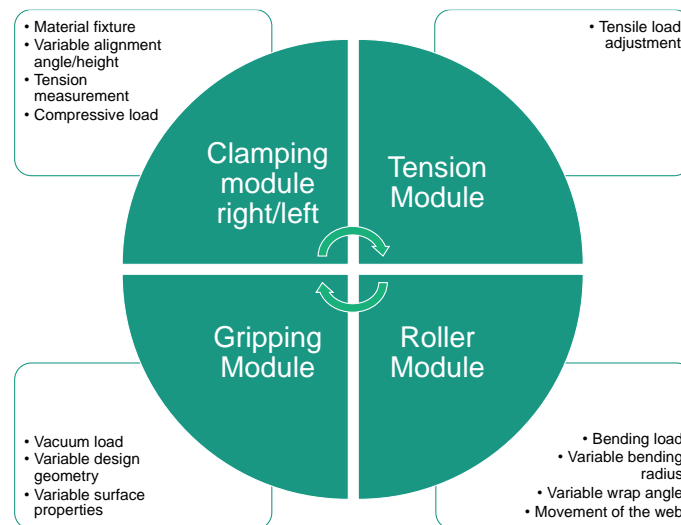 • Material fixture
• Variable alignment
angle/height
• Tension
measurement
• Compressive load
• Tensile load
adjustment
Clamping
module
right/left
Tension
Module
Gripping
Module
Roller
Module
• Vacuum load
• Variable design
geometry
• Variable surface
properties
• Bending load
• Variable bending
radius
• Variable wrap angle
• Movement of the web